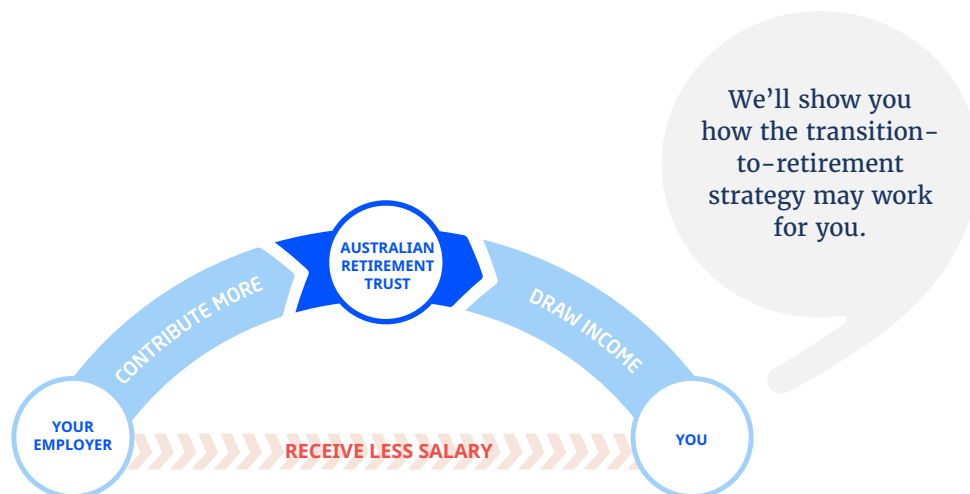 We’ll show you
how the transition-
to-retirement
strategy may work
for you.
AUSTRALIAN
RETIREMENT
TRUST
CONTRIBUTE MORE
DRAW INCOME
YOUR
EMPLOYER
RECEIVE LESS SALARY
YOU